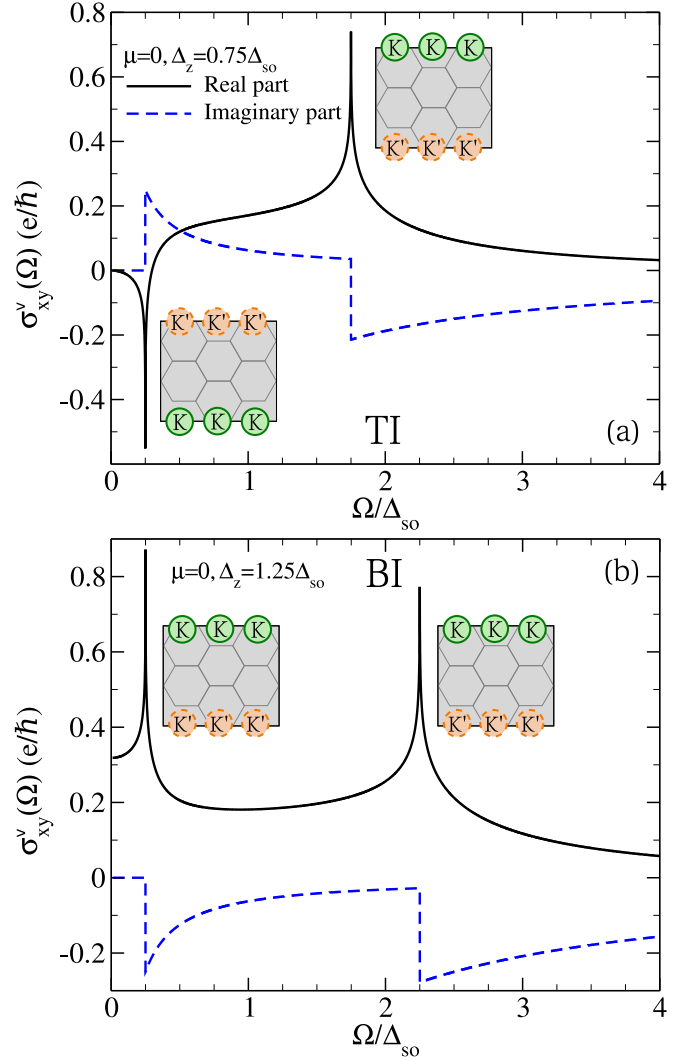 μ=0, Δz=0.75Δso
Real part
Imaginary part
K K K
K' K' K'
K' K' K'
K K K
0.8
0.6
0.4
0.2
0
-0.2
-0.4
σᵛxy(Ω) (e/ℏ)
TI
(a)
0 1 2 3 4
Ω/Δso
μ=0, Δz=1.25Δso
BI
(b)
K K K
K' K' K'
K K K
K' K' K'
0.8
0.6
0.4
0.2
0
-0.2
σᵛxy(Ω) (e/ℏ)
0 1 2 3 4
Ω/Δso